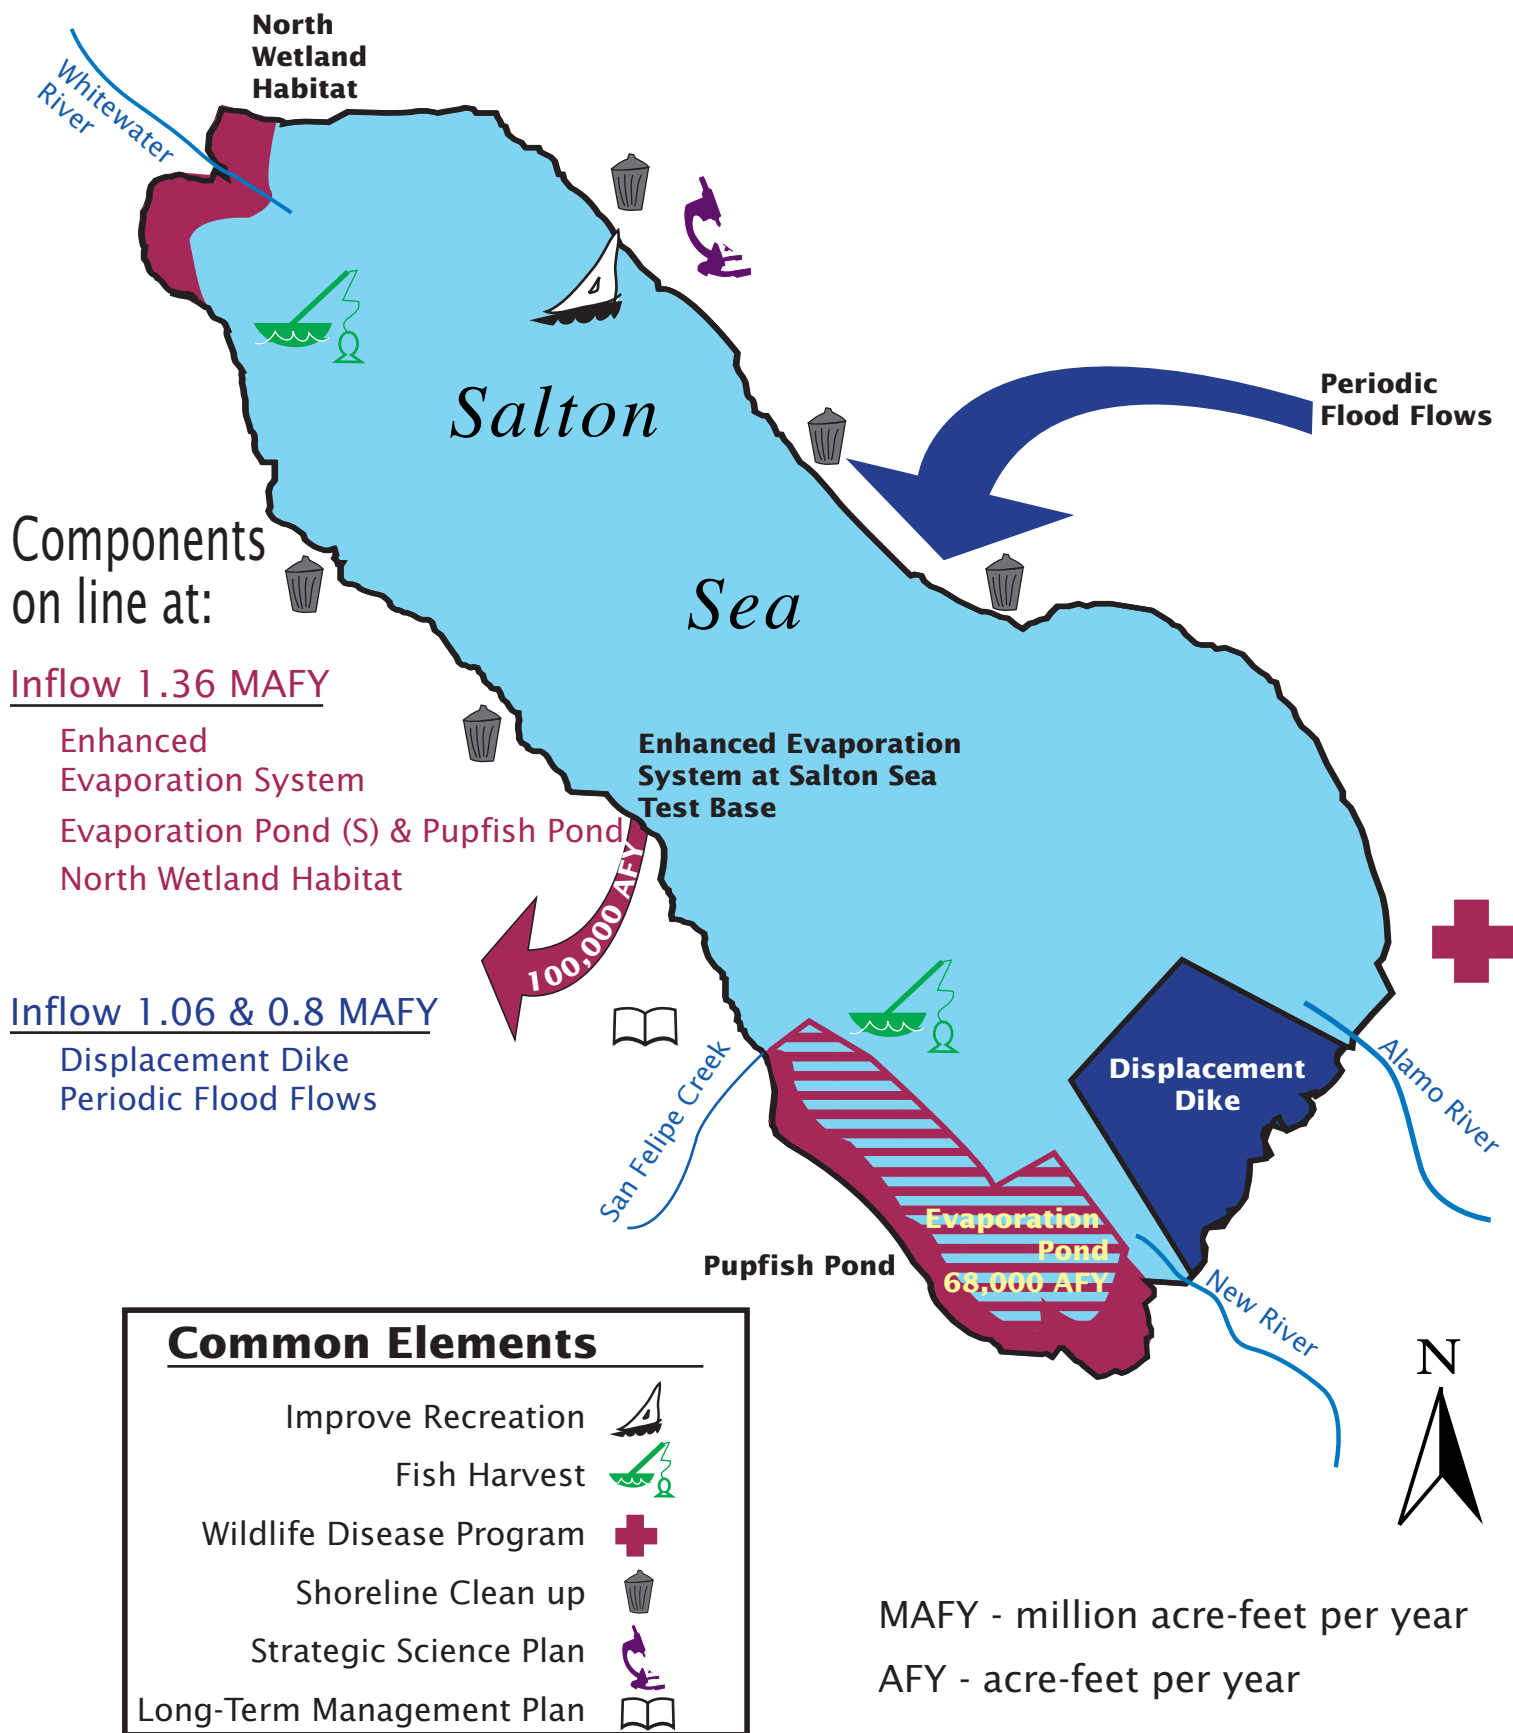 North
Wetland
Habitat
Whitewater
River
Salton
Periodic
Flood Flows
Components
on line at:
Sea
Inflow 1.36 MAFY
Enhanced
Evaporation System
Evaporation Pond (S) & Pupfish Pond
North Wetland Habitat
Enhanced Evaporation
System at Salton Sea
Test Base
100,000 AFY
Inflow 1.06 & 0.8 MAFY
Displacement Dike
Periodic Flood Flows
San Felipe Creek
Displacement
Dike
Alamo River
Evaporation
Pond
68,000 AFY
Pupfish Pond
New River
Common Elements
Improve Recreation
Fish Harvest
Wildlife Disease Program
Shoreline Clean up
Strategic Science Plan
Long-Term Management Plan
N
MAFY - million acre-feet per year
AFY - acre-feet per year